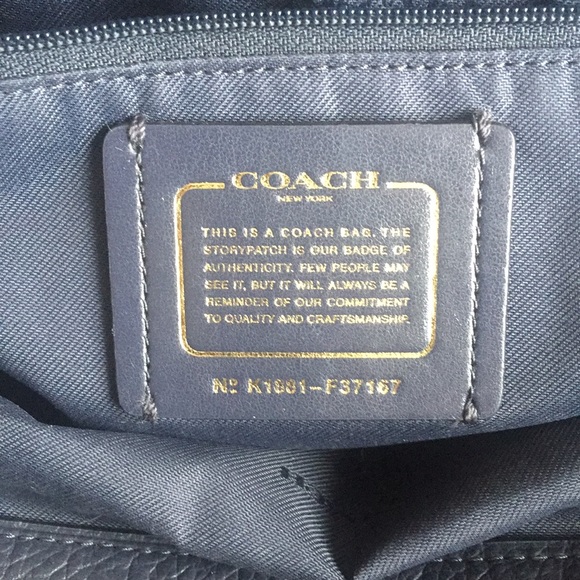 COACH
NEW YORK
THIS IS A COACH BAG. THE
STORYPATCH IS OUR BADGE OF
AUTHENTICITY. FEW PEOPLE MAY
SEE IT, BUT IT WILL ALWAYS BE A
REMINDER OF OUR COMMITMENT
TO QUALITY AND CRAFTSMANSHIP.
Nº K1981-F37167